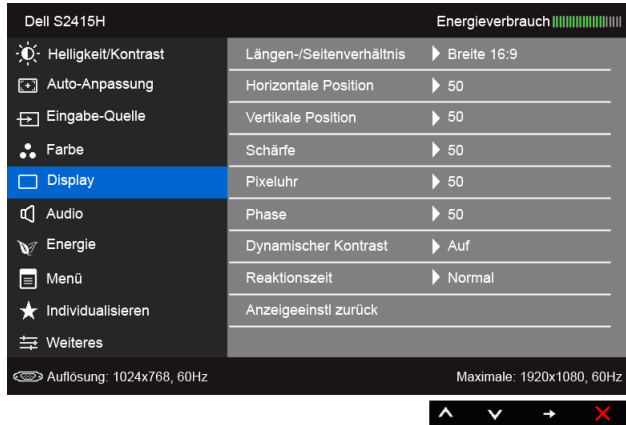 Dell S2415H Energieverbrauch
Helligkeit/Kontrast Längen-/Seitenverhältnis Breite 16:9
Auto-Anpassung Horizontale Position 50
Eingabe-Quelle Vertikale Position 50
Farbe Schärfe 50
Display Pixeluhr 50
Audio Phase 50
Energie Dynamischer Kontrast Auf
Menü Reaktionszeit Normal
Individualisieren Anzeigeeinstl zurück
Weiteres
Auflösung: 1024x768, 60Hz Maximale: 1920x1080, 60Hz